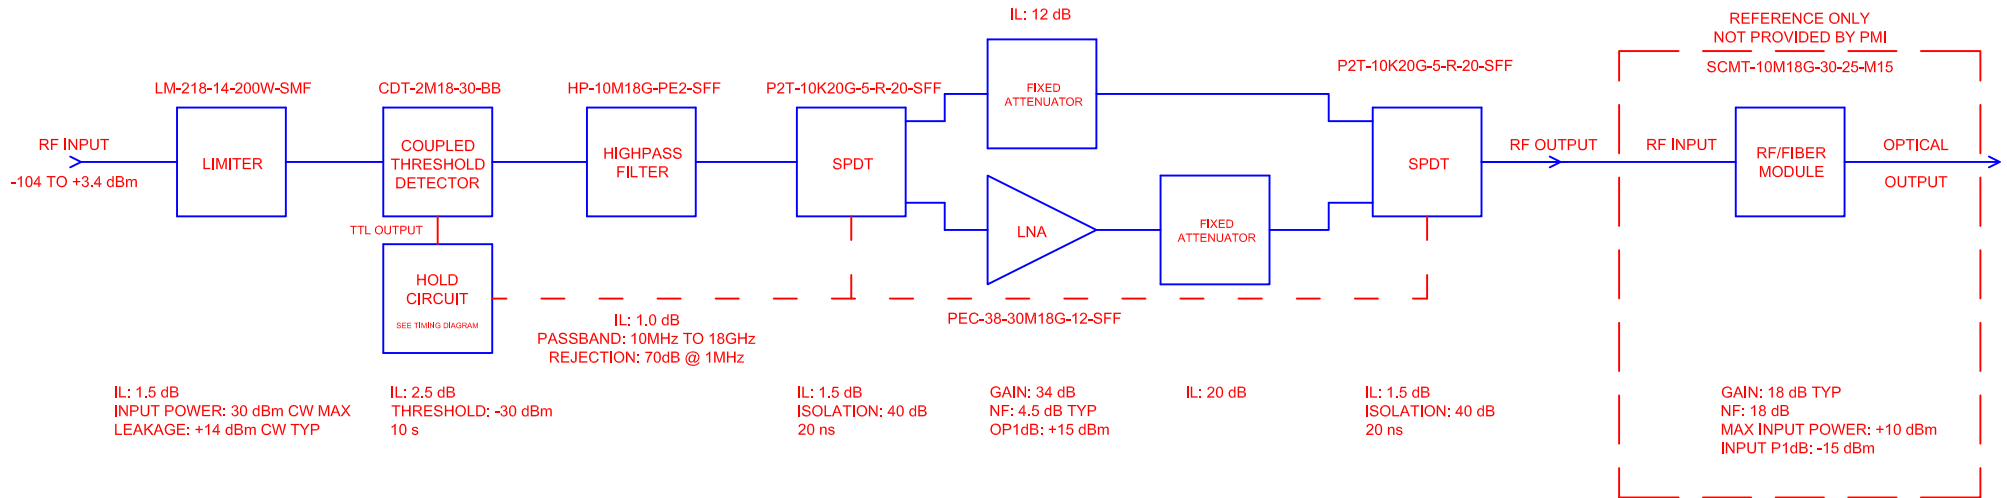 IL: 12 dB
REFERENCE ONLY
NOT PROVIDED BY PMI
SCMT-10M18G-30-25-M15
LM-218-14-200W-SMF
CDT-2M18-30-BB
HP-10M18G-PE2-SFF
P2T-10K20G-5-R-20-SFF
P2T-10K20G-5-R-20-SFF
RF INPUT
-104 TO +3.4 dBm
LIMITER
COUPLED
THRESHOLD
DETECTOR
HIGHPASS
FILTER
SPDT
FIXED
ATTENUATOR
LNA
FIXED
ATTENUATOR
SPDT
RF OUTPUT
RF INPUT
RF/FIBER
MODULE
OPTICAL
OUTPUT
TTL OUTPUT
HOLD
CIRCUIT
SEE TIMING DIAGRAM
IL: 1.0 dB
PASSBAND: 10MHz TO 18GHz
REJECTION: 70dB @ 1MHz
PEC-38-30M18G-12-SFF
IL: 1.5 dB
INPUT POWER: 30 dBm CW MAX
LEAKAGE: +14 dBm CW TYP
IL: 2.5 dB
THRESHOLD: -30 dBm
10 s
IL: 1.5 dB
ISOLATION: 40 dB
20 ns
GAIN: 34 dB
NF: 4.5 dB TYP
OP1dB: +15 dBm
IL: 20 dB
IL: 1.5 dB
ISOLATION: 40 dB
20 ns
GAIN: 18 dB TYP
NF: 18 dB
MAX INPUT POWER: +10 dBm
INPUT P1dB: -15 dBm